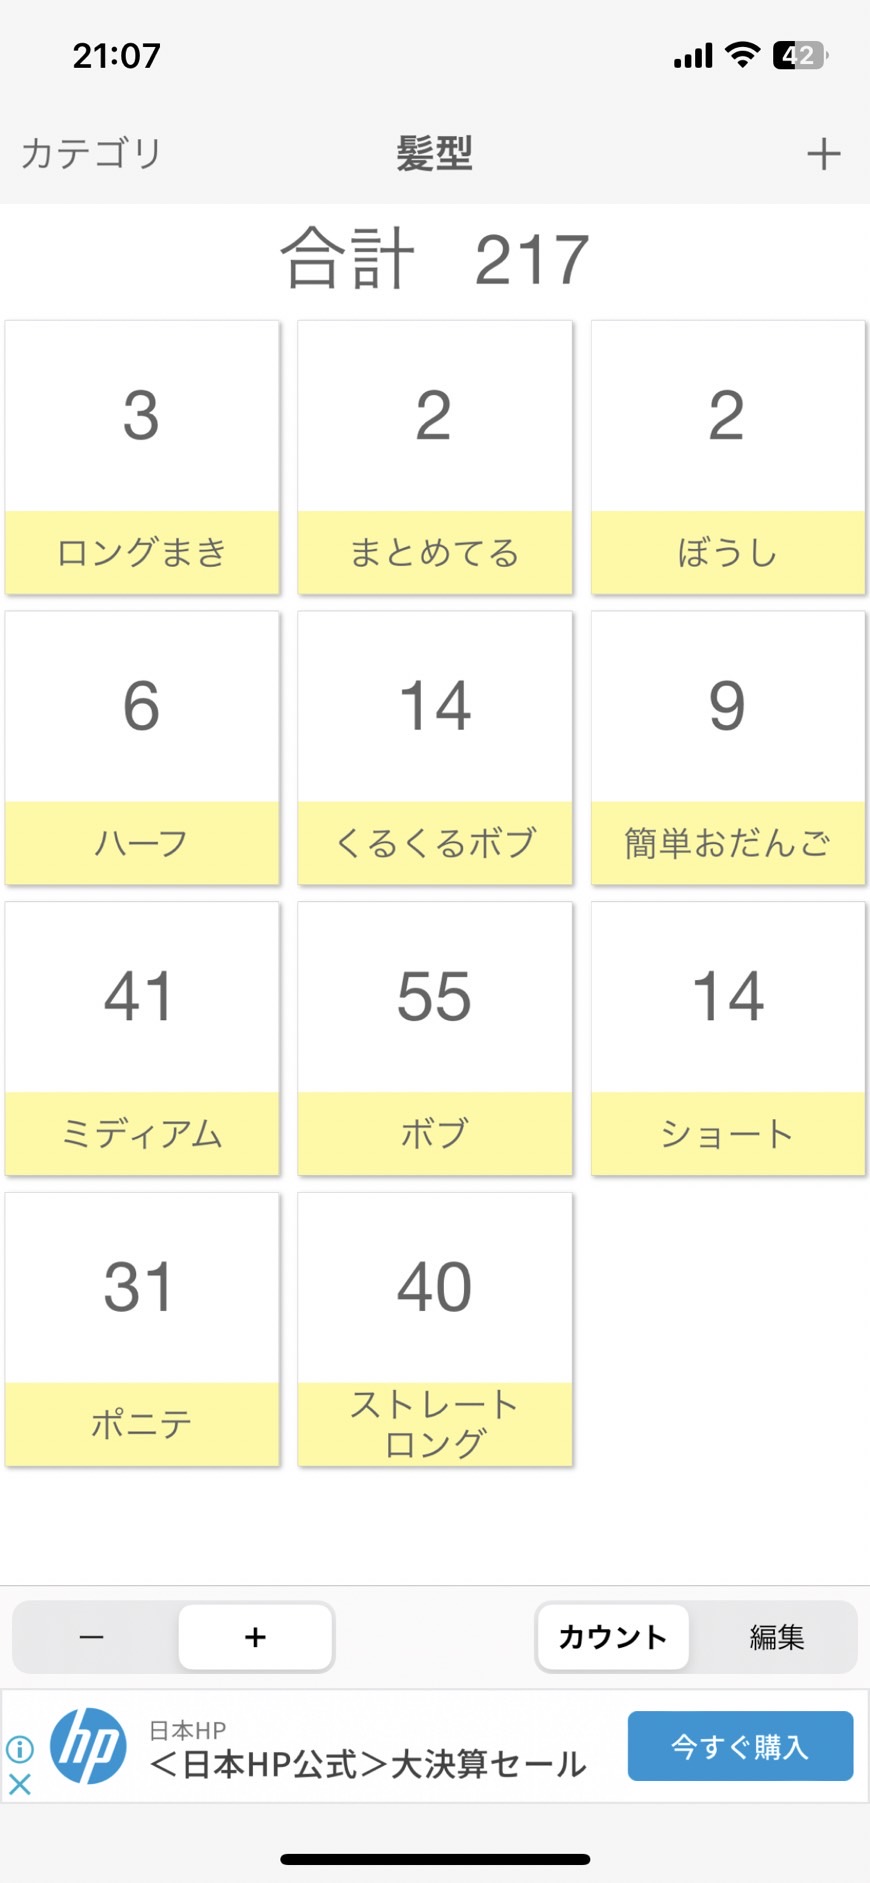 21:07
42
カテゴリ
髪型
+
合計 217
3
2
2
ロングまき
まとめてる
ぼうし
6
14
9
ハーフ
くるくるボブ
簡単おだんご
41
55
14
ミディアム
ボブ
ショート
31
40
ポニテ
ストレート
ロング
−
+
カウント
編集
hp
日本HP
＜日本HP公式＞大決算セール
今すぐ購入